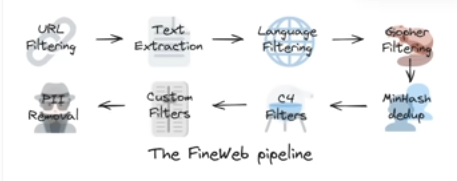 URL
Filtering
Text
Extraction
Language
Filtering
Gopher
Filtering
PII
Removal
Custom
Filters
C4
Filters
MinHash
dedup
The FineWeb pipeline